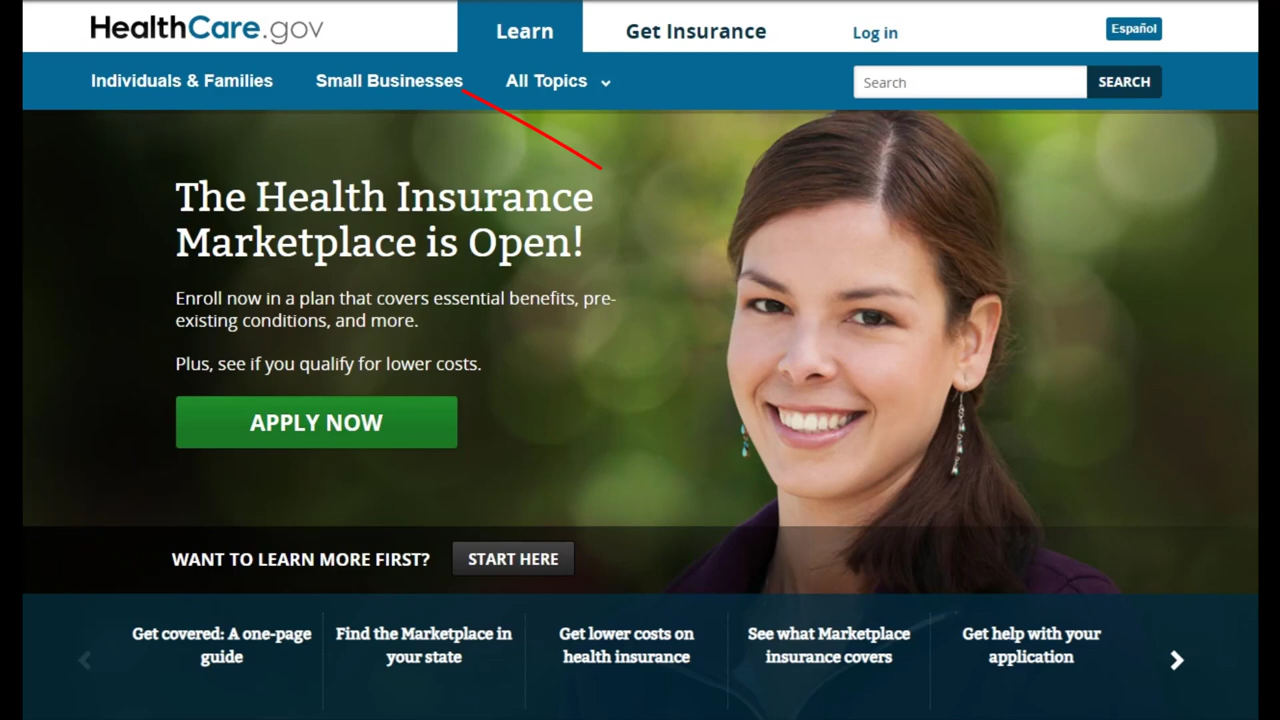 HealthCare.gov
Learn
Get Insurance
Log in
Español
Individuals & Families
Small Businesses
All Topics
Search
SEARCH
The Health Insurance
Marketplace is Open!
Enroll now in a plan that covers essential benefits, pre-
existing conditions, and more.
Plus, see if you qualify for lower costs.
APPLY NOW
WANT TO LEARN MORE FIRST?
START HERE
Get covered: A one-page
guide
Find the Marketplace in
your state
Get lower costs on
health insurance
See what Marketplace
insurance covers
Get help with your
application